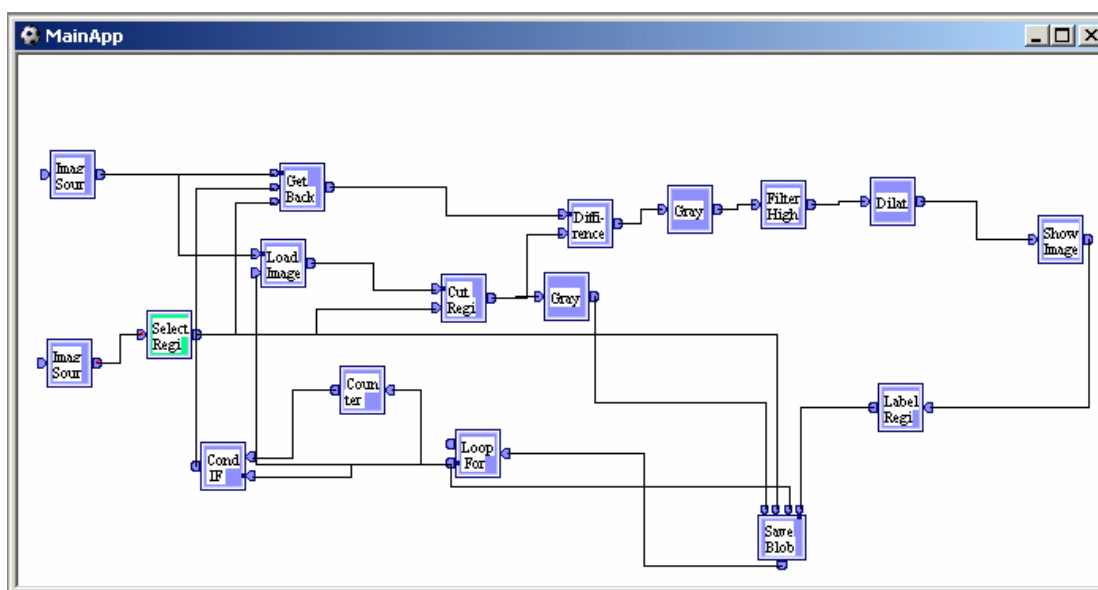 MainApp
Imag
Sour
Get
Back
Diffi-
rence
Gray
Filter
High
Dilat
Show
Image
Load
Image
Cut
Regi
Gray
Select
Regi
Imag
Sour
Coun
ter
Label
Regi
Cond
IF
Loop
For
Save
Blob